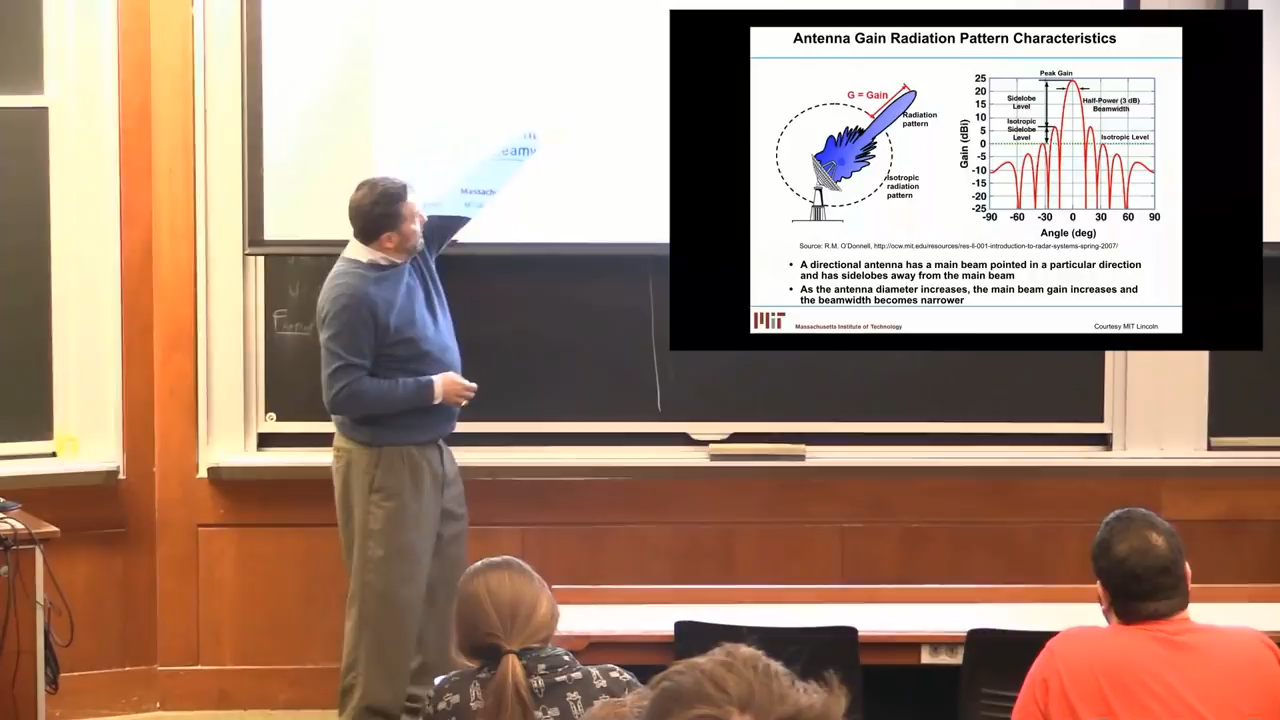 Antenna Gain Radiation Pattern Characteristics
G = Gain
Radiation
pattern
Isotropic
radiation
pattern
Peak Gain
Sidelobe
Level
Isotropic
Sidelobe
Level
Half-Power (3 dB)
Beamwidth
Isotropic Level
Gain (dBi)
25
20
15
10
5
0
-5
-10
-15
-20
-25
-90 -60 -30 0 30 60 90
Angle (deg)
Source: R.M. O'Donnell, http://ocw.mit.edu/resources/res-ll-001-introduction-to-radar-systems-spring-2007/
• A directional antenna has a main beam pointed in a particular direction
and has sidelobes away from the main beam
• As the antenna diameter increases, the main beam gain increases and
the beamwidth becomes narrower
MIT
Massachusetts Institute of Technology
Courtesy MIT Lincoln
eamw
Massach
U